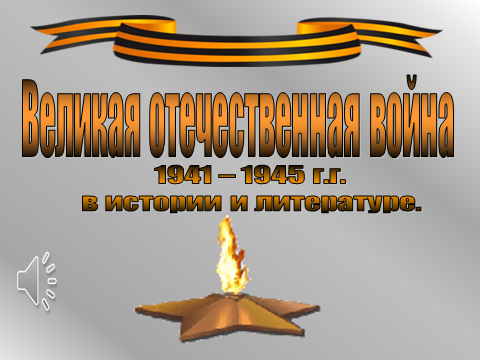 Великая отечественная война
1941 – 1945 г.г.
в истории и литературе.